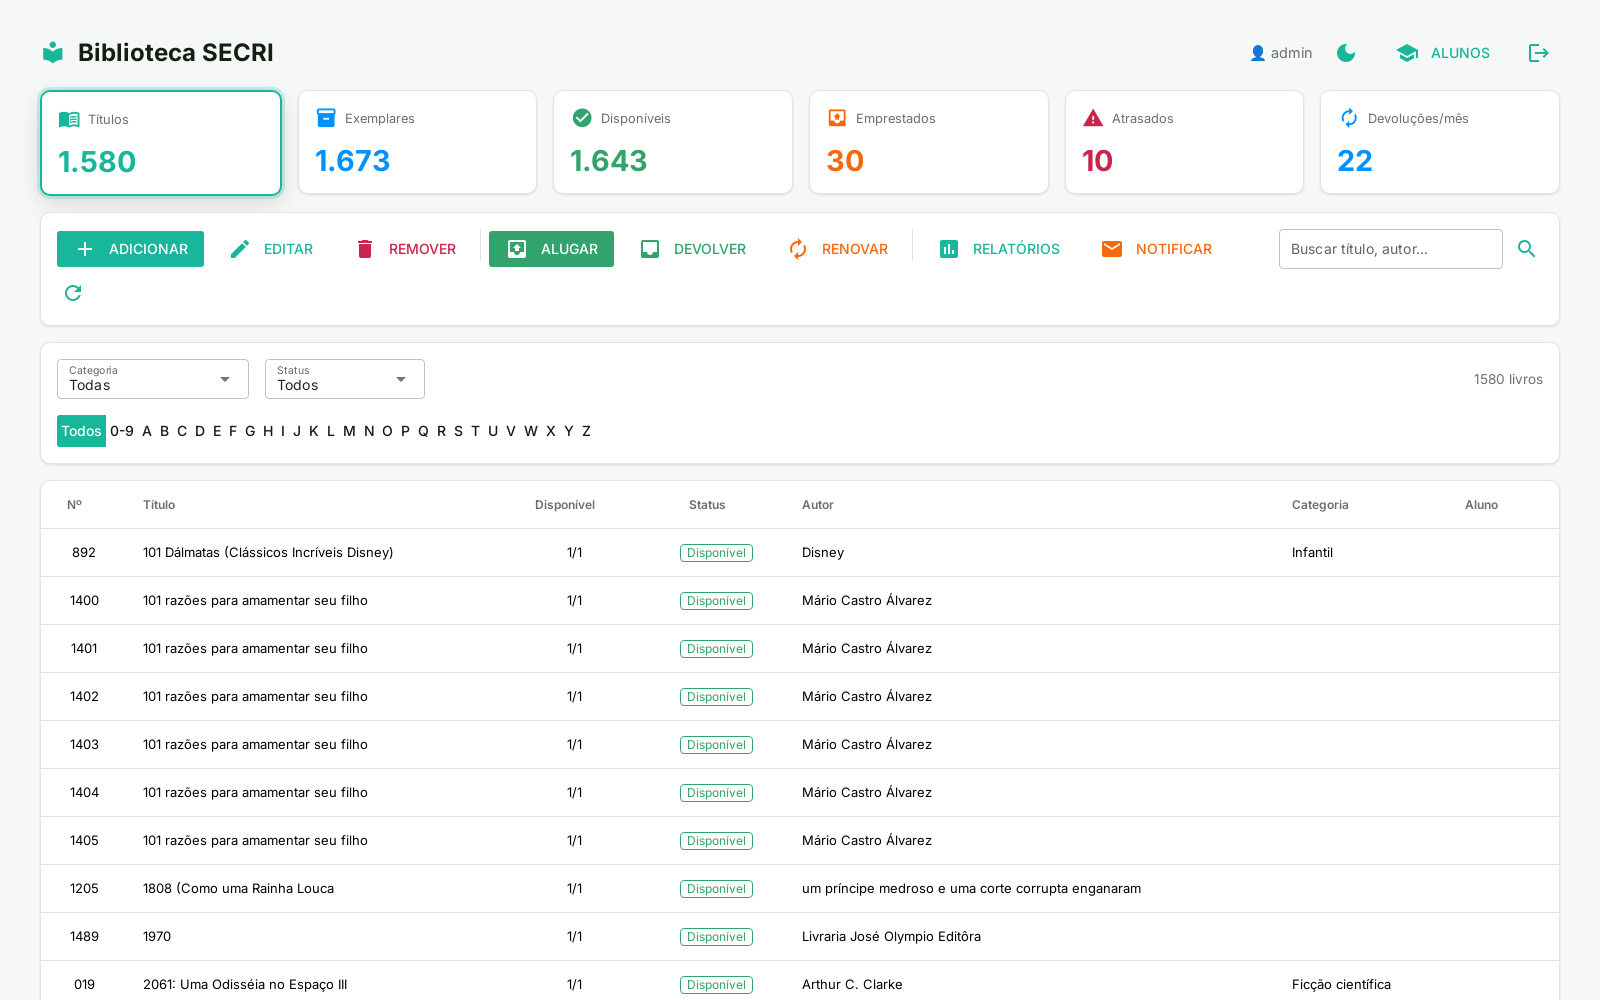 Biblioteca SECRI
admin
ALUNOS
Títulos
1.580
Exemplares
1.673
Disponíveis
1.643
Emprestados
30
Atrasados
10
Devoluções/mês
22
ADICIONAR EDITAR REMOVER ALUGAR DEVOLVER RENOVAR RELATÓRIOS NOTIFICAR Buscar título, autor...
Categoria
Todas
Status
Todos
1580 livros
Todos 0-9 A B C D E F G H I J K L M N O P Q R S T U V W X Y Z
Nº Título Disponível Status Autor Categoria Aluno
892 101 Dálmatas (Clássicos Incríveis Disney) 1/1 Disponível Disney Infantil
1400 101 razões para amamentar seu filho 1/1 Disponível Mário Castro Álvarez
1401 101 razões para amamentar seu filho 1/1 Disponível Mário Castro Álvarez
1402 101 razões para amamentar seu filho 1/1 Disponível Mário Castro Álvarez
1403 101 razões para amamentar seu filho 1/1 Disponível Mário Castro Álvarez
1404 101 razões para amamentar seu filho 1/1 Disponível Mário Castro Álvarez
1405 101 razões para amamentar seu filho 1/1 Disponível Mário Castro Álvarez
1205 1808 (Como uma Rainha Louca 1/1 Disponível um príncipe medroso e uma corte corrupta enganaram
1489 1970 1/1 Disponível Livraria José Olympio Editôra
019 2061: Uma Odisséia no Espaço III 1/1 Disponível Arthur C. Clarke Ficção científica